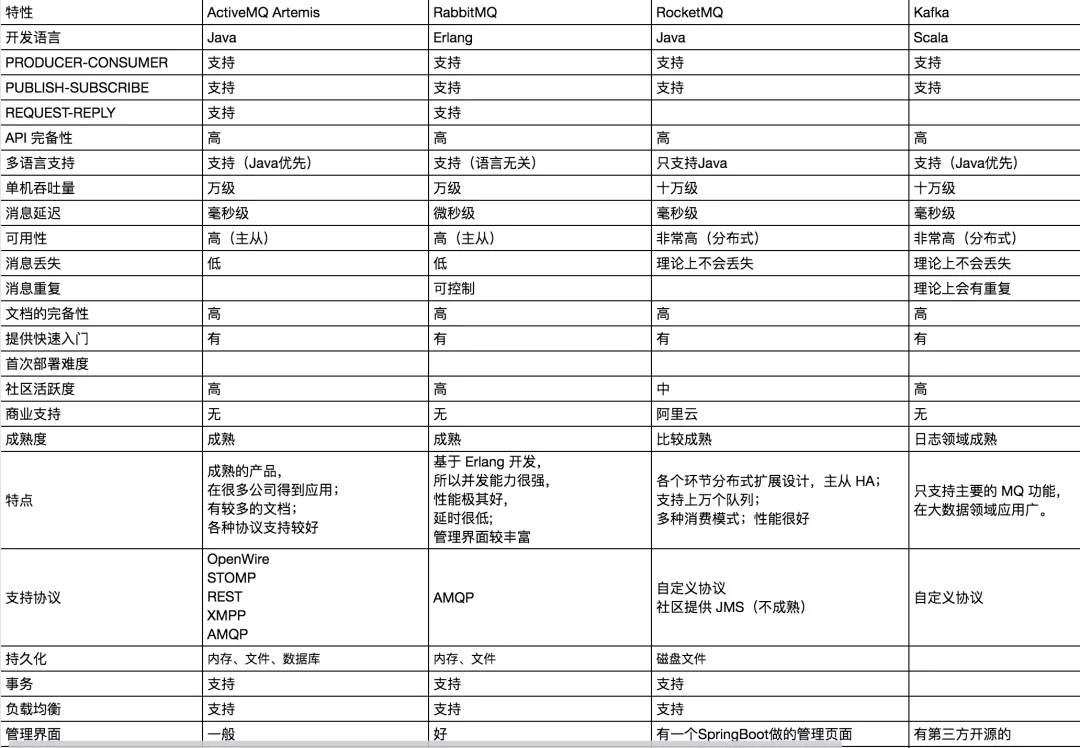 特性 ActiveMQ Artemis RabbitMQ RocketMQ Kafka
开发语言 Java Erlang Java Scala
PRODUCER-CONSUMER 支持 支持 支持 支持
PUBLISH-SUBSCRIBE 支持 支持 支持 支持
REQUEST-REPLY 支持 支持
API 完备性 高 高 高 高
多语言支持 支持（Java优先） 支持（语言无关） 只支持Java 支持（Java优先）
单机吞吐量 万级 万级 十万级 十万级
消息延迟 毫秒级 微秒级 毫秒级 毫秒级
可用性 高（主从） 高（主从） 非常高（分布式） 非常高（分布式）
消息丢失 低 低 理论上不会丢失 理论上不会丢失
消息重复 可控制 理论上会有重复
文档的完备性 高 高 高 高
提供快速入门 有 有 有 有
首次部署难度
社区活跃度 高 高 中 高
商业支持 无 无 阿里云 无
成熟度 成熟 成熟 比较成熟 日志领域成熟
特点
成熟的产品，
在很多公司得到应用；
有较多的文档；
各种协议支持较好
基于 Erlang 开发，
所以并发能力很强，
性能极其好，
延时很低;
管理界面较丰富
各个环节分布式扩展设计，主从 HA；
支持上万个队列；
多种消费模式；性能很好
只支持主要的 MQ 功能，
在大数据领域应用广。
支持协议
OpenWire
STOMP
REST
XMPP
AMQP
AMQP
自定义协议
社区提供 JMS（不成熟）
自定义协议
持久化 内存、文件、数据库 内存、文件 磁盘文件
事务 支持 支持 支持
负载均衡 支持 支持 支持
管理界面 一般 好 有一个SpringBoot做的管理页面 有第三方开源的